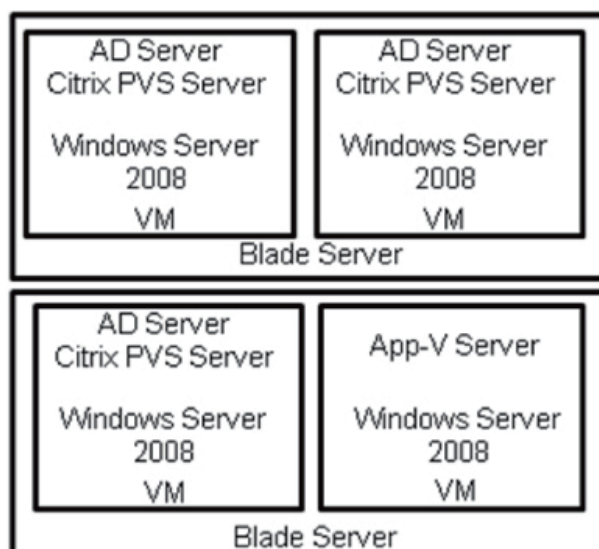 AD Server
Citrix PVS Server
Windows Server
2008
VM
AD Server
Citrix PVS Server
Windows Server
2008
VM
Blade Server
AD Server
Citrix PVS Server
Windows Server
2008
VM
App-V Server
Windows Server
2008
VM
Blade Server